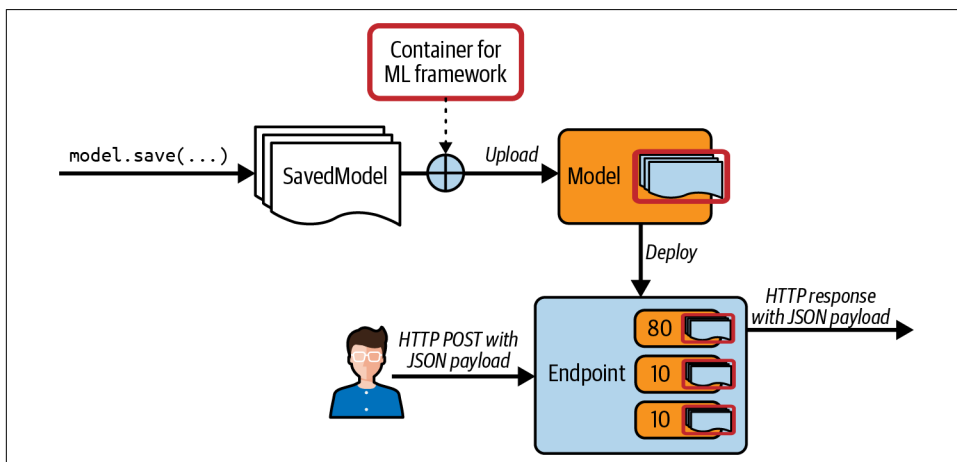 Container for
ML framework
model.save(...)
SavedModel
Upload
Model
Deploy
HTTP response
with JSON payload
HTTP POST with
JSON payload
Endpoint
80
10
10